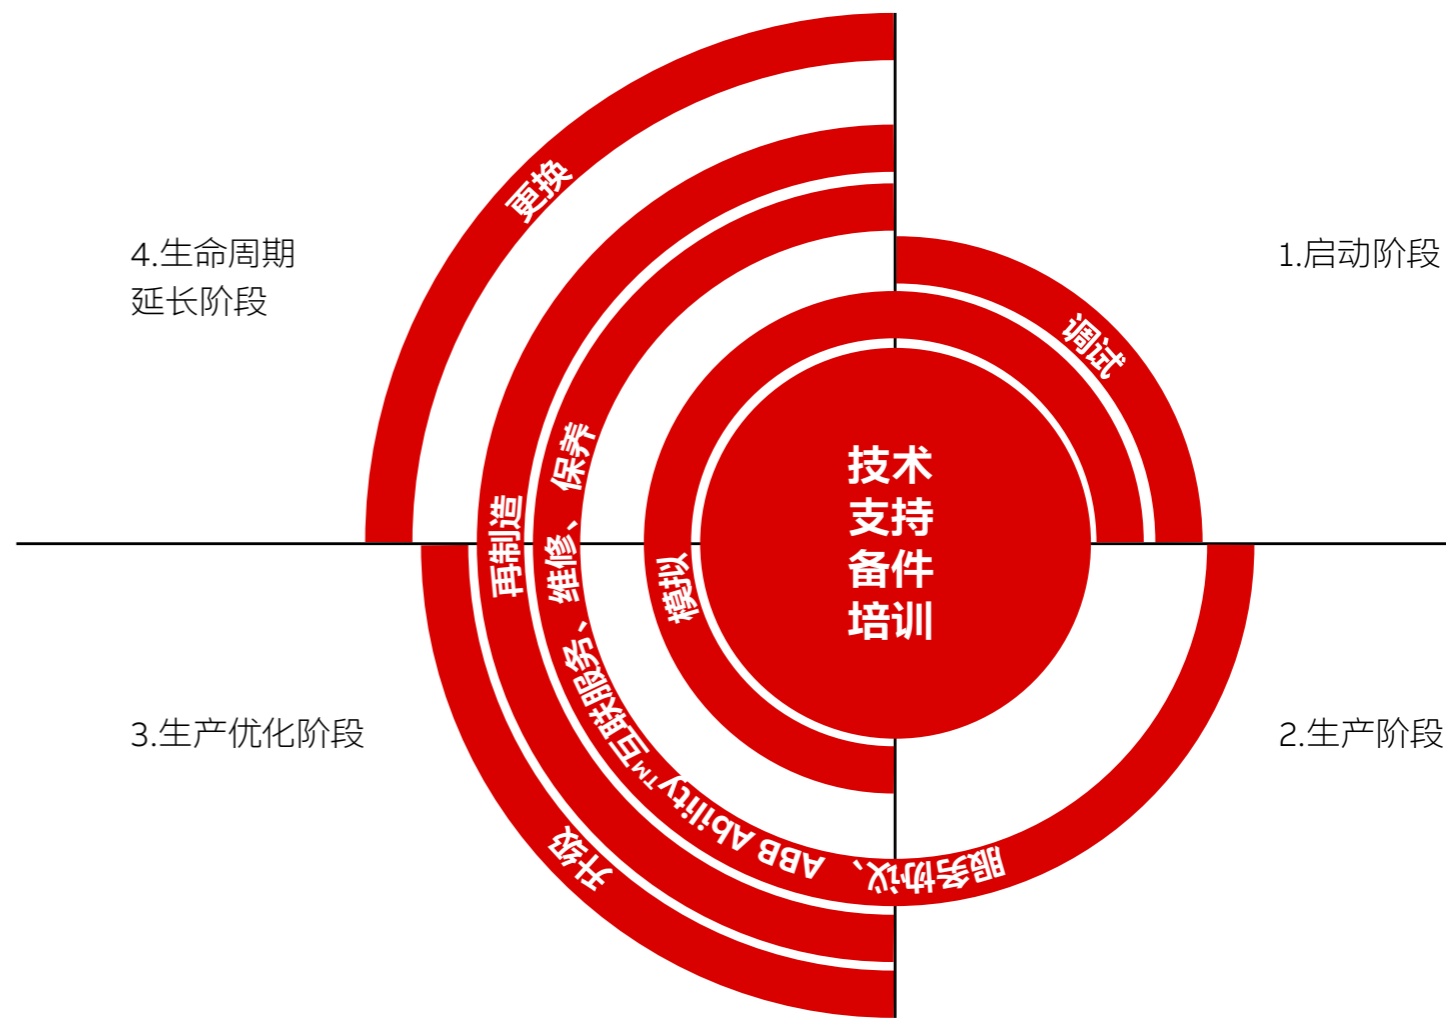 4.生命周期
延长阶段
1.启动阶段
更换
调试
技术
支持
备件
培训
再制造
模拟
服务协议、 ABB Ability™互联服务、维修、保养
升级
3.生产优化阶段
2.生产阶段